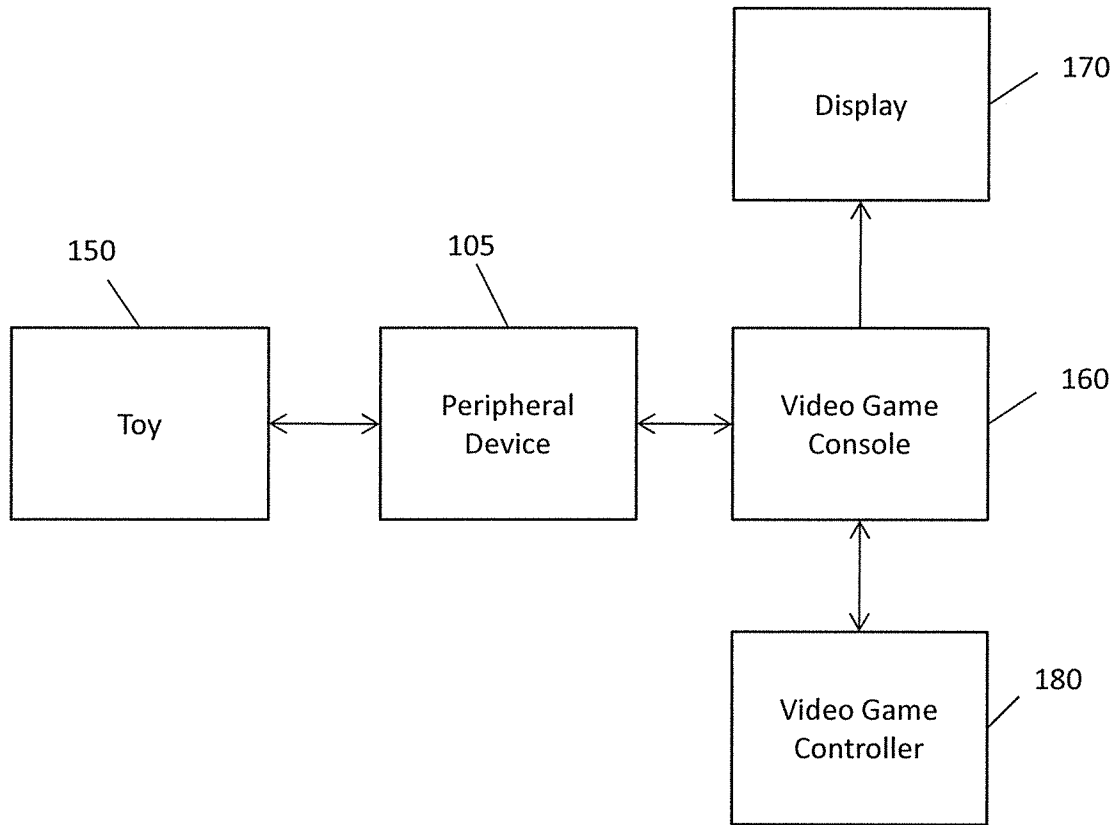 170
Display
150
105
Toy
Peripheral
Device
Video Game
Console
160
Video Game
Controller
180